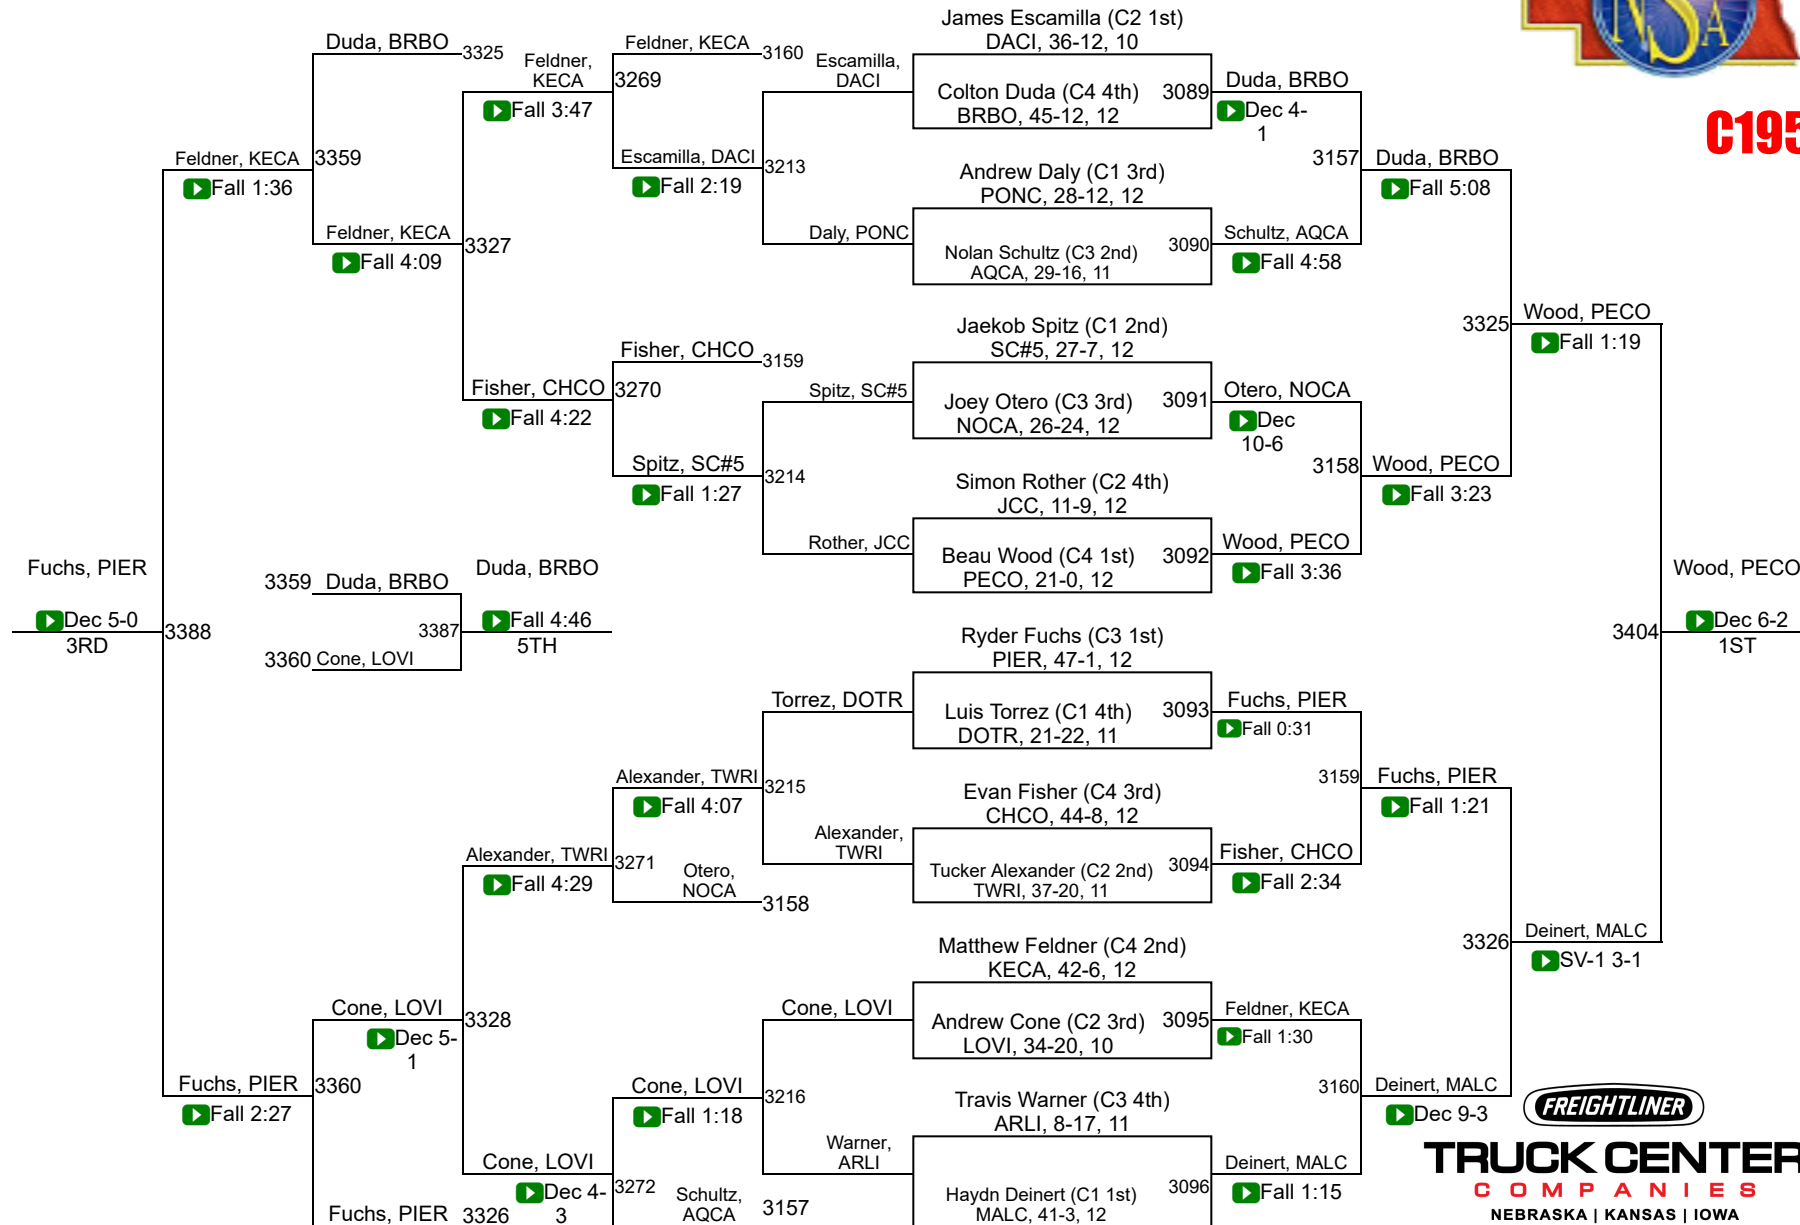 NSA
C195
James Escamilla (C2 1st)
DACI, 36-12, 10
Colton Duda (C4 4th)
BRBO, 45-12, 12
3089
Andrew Daly (C1 3rd)
PONC, 28-12, 12
Nolan Schultz (C3 2nd)
AQCA, 29-16, 11
3090
Jaekob Spitz (C1 2nd)
SC#5, 27-7, 12
Joey Otero (C3 3rd)
NOCA, 26-24, 12
3091
Simon Rother (C2 4th)
JCC, 11-9, 12
Beau Wood (C4 1st)
PECO, 21-0, 12
3092
Ryder Fuchs (C3 1st)
PIER, 47-1, 12
Luis Torrez (C1 4th)
DOTR, 21-22, 11
3093
Evan Fisher (C4 3rd)
CHCO, 44-8, 12
Tucker Alexander (C2 2nd)
TWRI, 37-20, 11
3094
Matthew Feldner (C4 2nd)
KECA, 42-6, 12
Andrew Cone (C2 3rd)
LOVI, 34-20, 10
3095
Travis Warner (C3 4th)
ARLI, 8-17, 11
Haydn Deinert (C1 1st)
MALC, 41-3, 12
3096
Duda, BRBO
Dec 4-
1
3157
Schultz, AQCA
Fall 4:58
Otero, NOCA
Dec
10-6
3158
Wood, PECO
Fall 3:36
Fuchs, PIER
Fall 0:31
3159
Fisher, CHCO
Fall 2:34
Feldner, KECA
Fall 1:30
3160
Deinert, MALC
Fall 1:15
Duda, BRBO
Fall 5:08
3325
Wood, PECO
Fall 3:23
Fuchs, PIER
Fall 1:21
3326
Deinert, MALC
Dec 9-3
Wood, PECO
Fall 1:19
3404
Deinert, MALC
SV-1 3-1
Wood, PECO
Dec 6-2
1ST
Escamilla,
DACI
3213
Daly, PONC
Spitz, SC#5
3214
Rother, JCC
Torrez, DOTR
3215
Alexander,
TWRI
Cone, LOVI
3216
Warner,
ARLI
Feldner, KECA
3160
3269
Escamilla, DACI
Fall 2:19
Fisher, CHCO
3159
3270
Spitz, SC#5
Fall 1:27
Alexander, TWRI
Fall 4:07
3271
Otero,
NOCA
3158
Cone, LOVI
Fall 1:18
3272
Schultz,
AQCA
3157
Feldner,
KECA
Fall 3:47
3327
Fisher, CHCO
Fall 4:22
Alexander, TWRI
Fall 4:29
3328
Cone, LOVI
Dec 4-
3
Duda, BRBO
3325
3359
Feldner, KECA
Fall 4:09
Cone, LOVI
Dec 5-
1
3360
Fuchs, PIER
3326
Feldner, KECA
Fall 1:36
3388
Fuchs, PIER
Fall 2:27
Fuchs, PIER
Dec 5-0
3RD
3359
Duda, BRBO
3387
3360
Cone, LOVI
Duda, BRBO
Fall 4:46
5TH
FREIGHTLINER
TRUCK CENTER
COMPANIES
NEBRASKA | KANSAS | IOWA